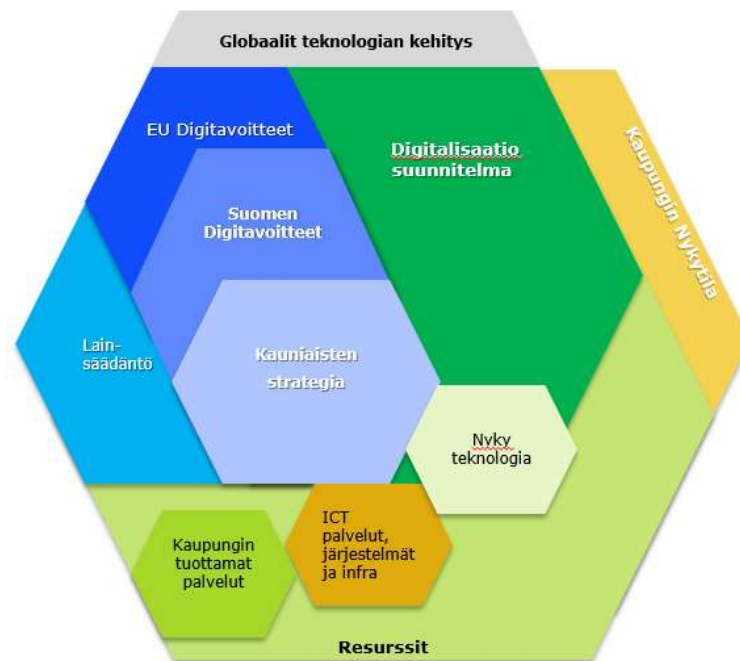 Globaalit teknologian kehitys
EU Digitavoitteet
Digitalisaatio
suunnitelma
Kaupungin Nykytila
Suomen
Digitavoitteet
Lain-
säädäntö
Kauniaisten
strategia
Nyky
teknologia
ICT
palvelut,
järjestelmät
ja infra
Kaupungin
tuottamat
palvelut
Resurssit